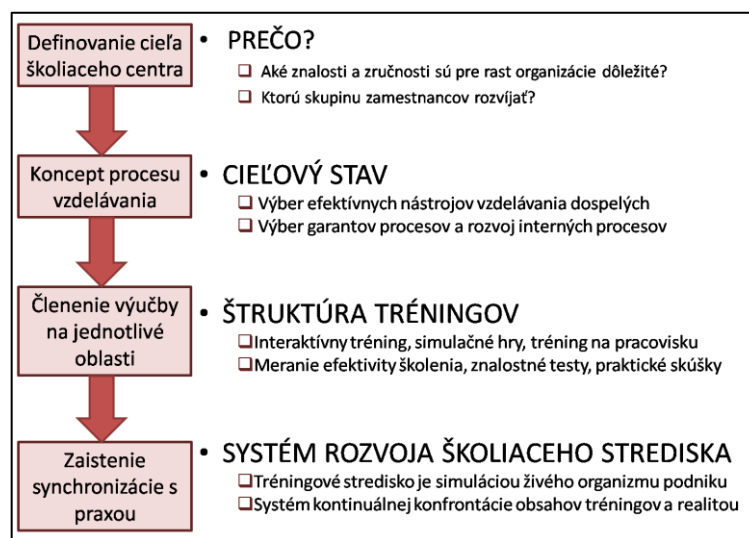 Definovanie cieľa
školiaceho centra
• PREČO?
❑ Aké znalosti a zručnosti sú pre rast organizácie dôležité?
❑ Ktorú skupinu zamestnancov rozvíjať?
Koncept procesu
vzdelávania
• CIEĽOVÝ STAV
❑Výber efektívnych nástrojov vzdelávania dospelých
❑Výber garantov procesov a rozvoj interných procesov
Členenie výučby
na jednotlivé
oblasti
• ŠTRUKTÚRA TRÉNINGOV
❑Interaktívny tréning, simulačné hry, tréning na pracovisku
❑Meranie efektivity školenia, znalostné testy, praktické skúšky
Zaistenie
synchronizácie s
praxou
• SYSTÉM ROZVOJA ŠKOLIACEHO STREDISKA
❑Tréningové stredisko je simuláciou živého organizmu podniku
❑Systém kontinuálnej konfrontácie obsahov tréningov a realitou